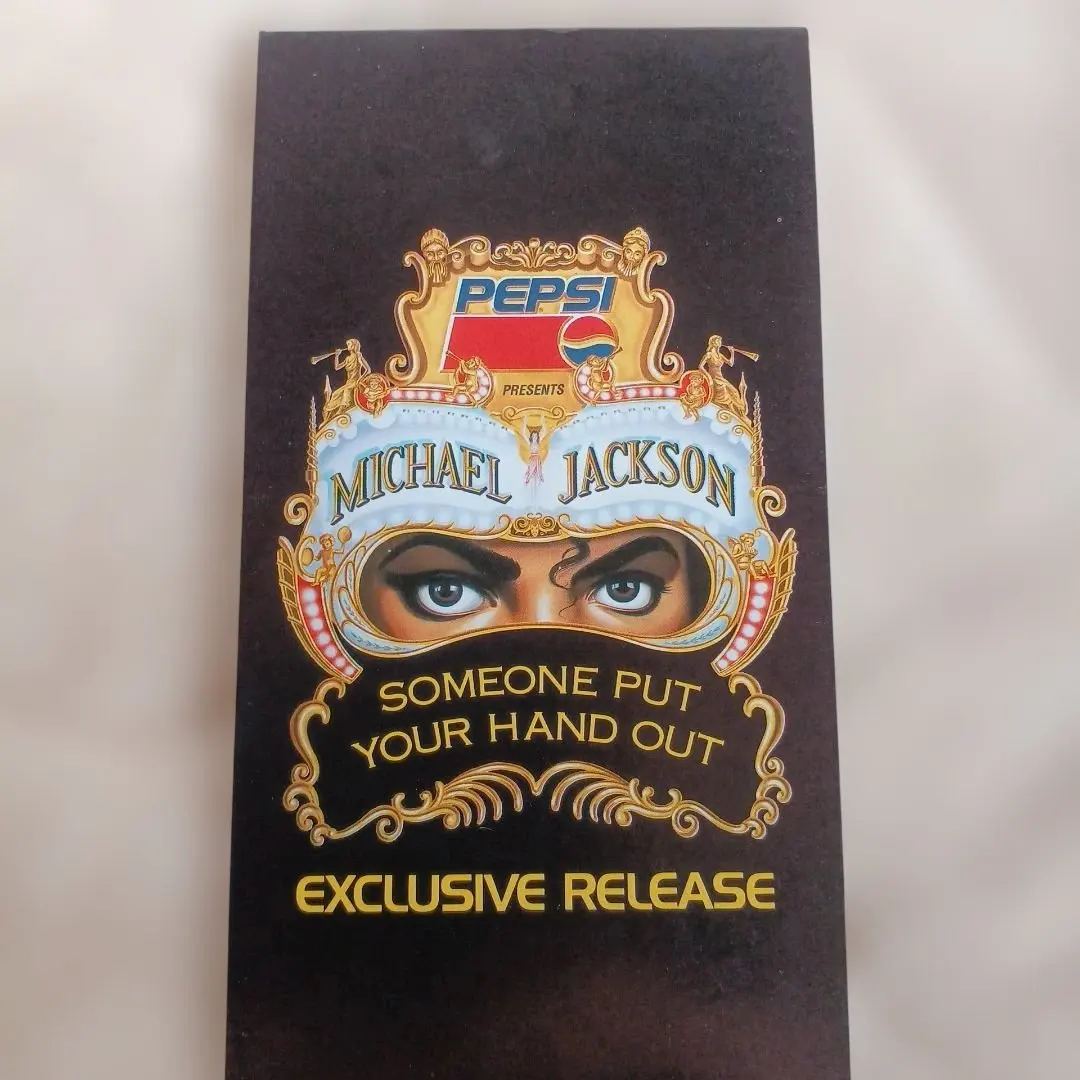 PEPSI
PRESENTS
MICHAEL JACKSON
SOMEONE PUT
YOUR HAND OUT
EXCLUSIVE RELEASE